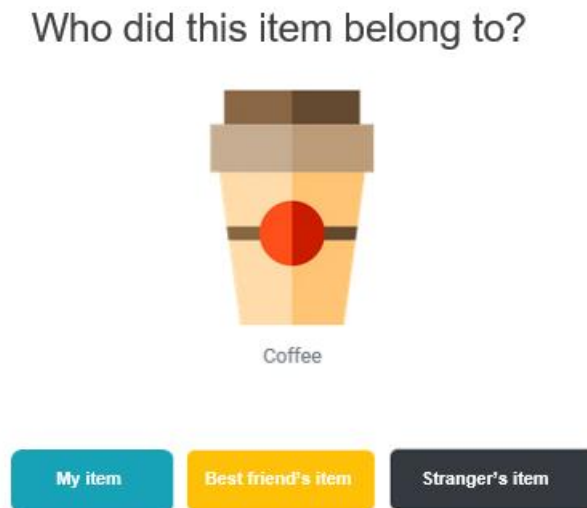 Who did this item belong to?
Coffee
My item
Best friend's item
Stranger's item